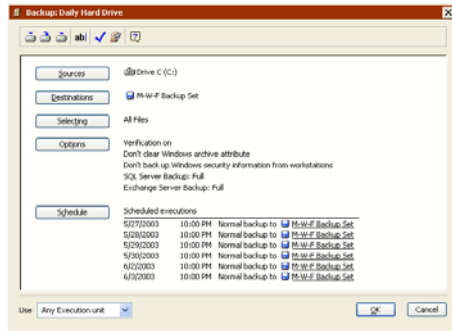 Backup: Daily Hard Drive
ab|
Sources Drive C (C:)
Destinations M-W-F Backup Set
Selecting All Files
Options Verification on
Don't clear Windows archive attribute
Don't back up Windows security information from workstations
SQL Server Backup: Full
Exchange Server Backup: Full
Schedule Scheduled executions
5/27/2003 10:00 PM Normal backup to M-W-F Backup Set
5/28/2003 10:00 PM Normal backup to M-W-F Backup Set
5/29/2003 10:00 PM Normal backup to M-W-F Backup Set
5/30/2003 10:00 PM Normal backup to M-W-F Backup Set
6/2/2003 10:00 PM Normal backup to M-W-F Backup Set
6/3/2003 10:00 PM Normal backup to M-W-F Backup Set
Use Any Execution unit OK Cancel